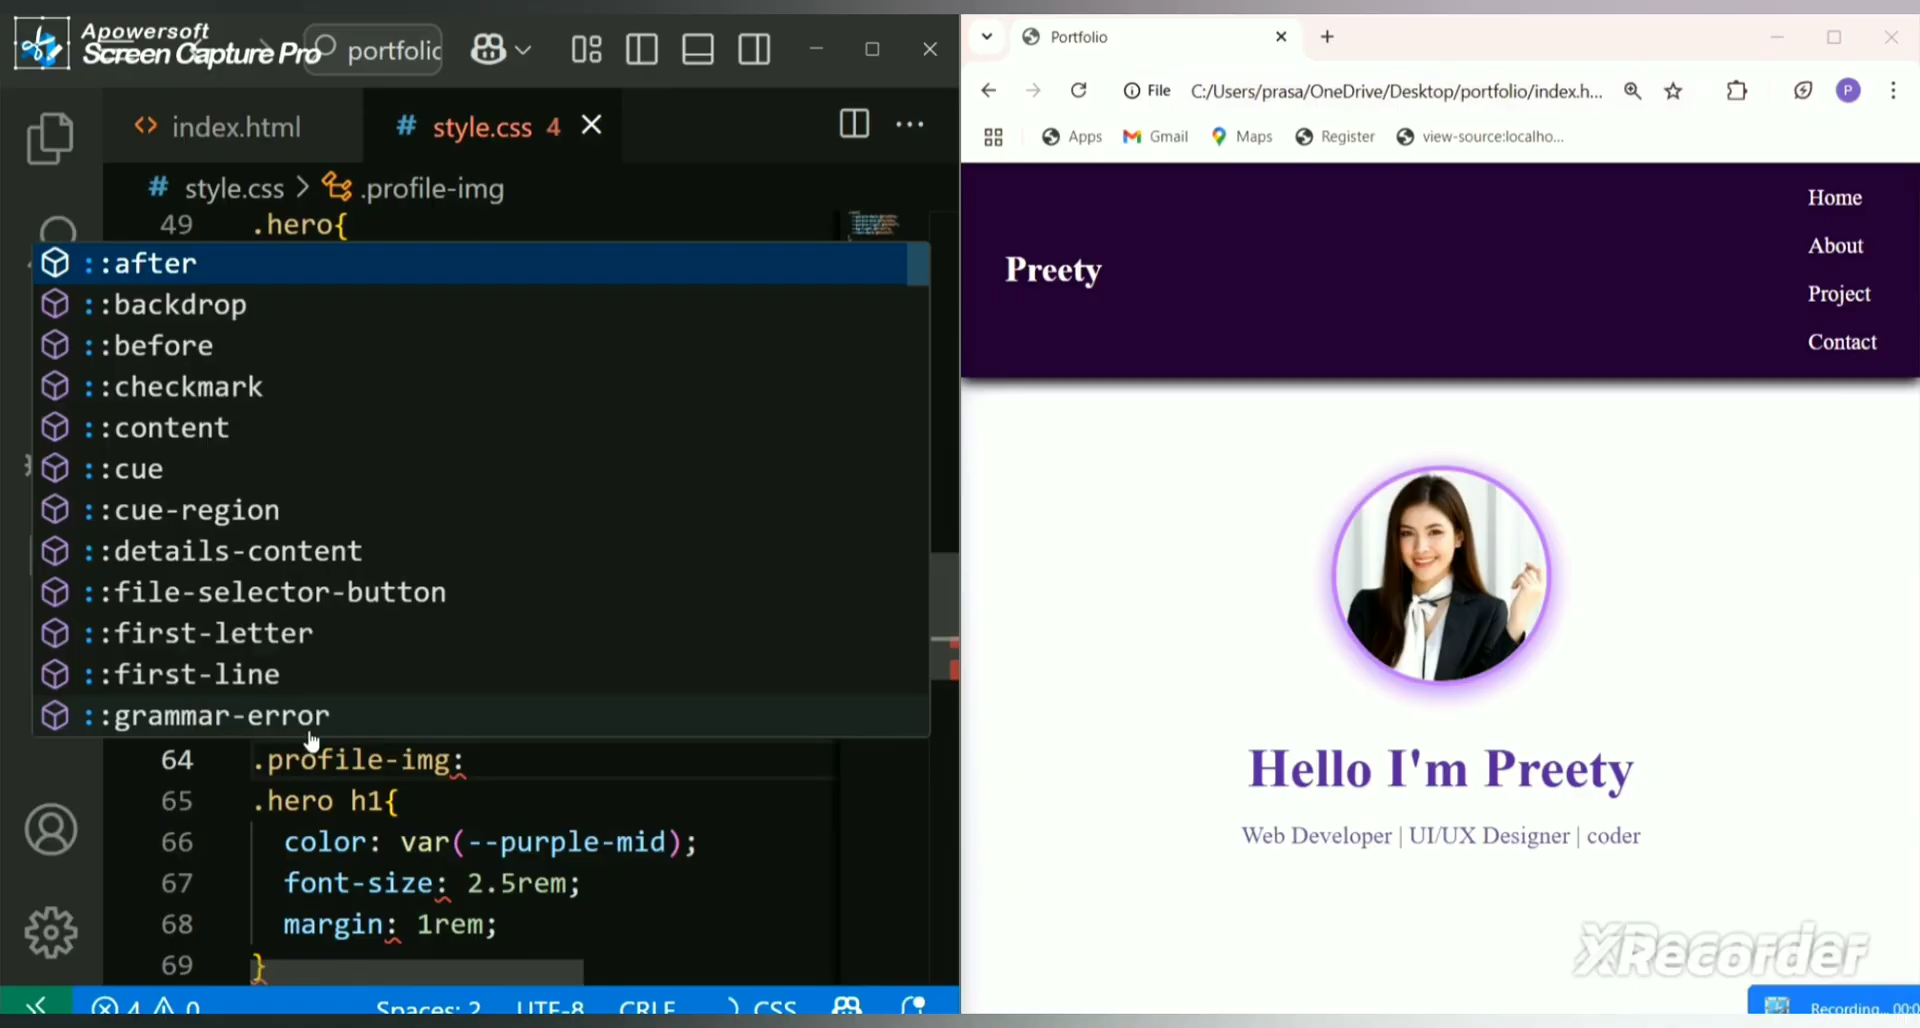 Apowersoft
Screen Capture Pro
portfolio
index.html
# style.css 4
# style.css > .profile-img
49 .hero{
::after
::backdrop
::before
::checkmark
::content
::cue
::cue-region
::details-content
::file-selector-button
::first-letter
::first-line
::grammar-error
64 .profile-img:
65 .hero h1{
66 color: var(--purple-mid);
67 font-size: 2.5rem;
68 margin: 1rem;
69 }
4 0 Spaces: 2 UTF-8 CRLF CSS
Portfolio
File C:/Users/prasa/OneDrive/Desktop/portfolio/index.h...
P
Apps Gmail Maps Register view-source:localho...
Preety
Home
About
Project
Contact
Hello I'm Preety
Web Developer | UI/UX Designer | coder
XRecorder
Recording...